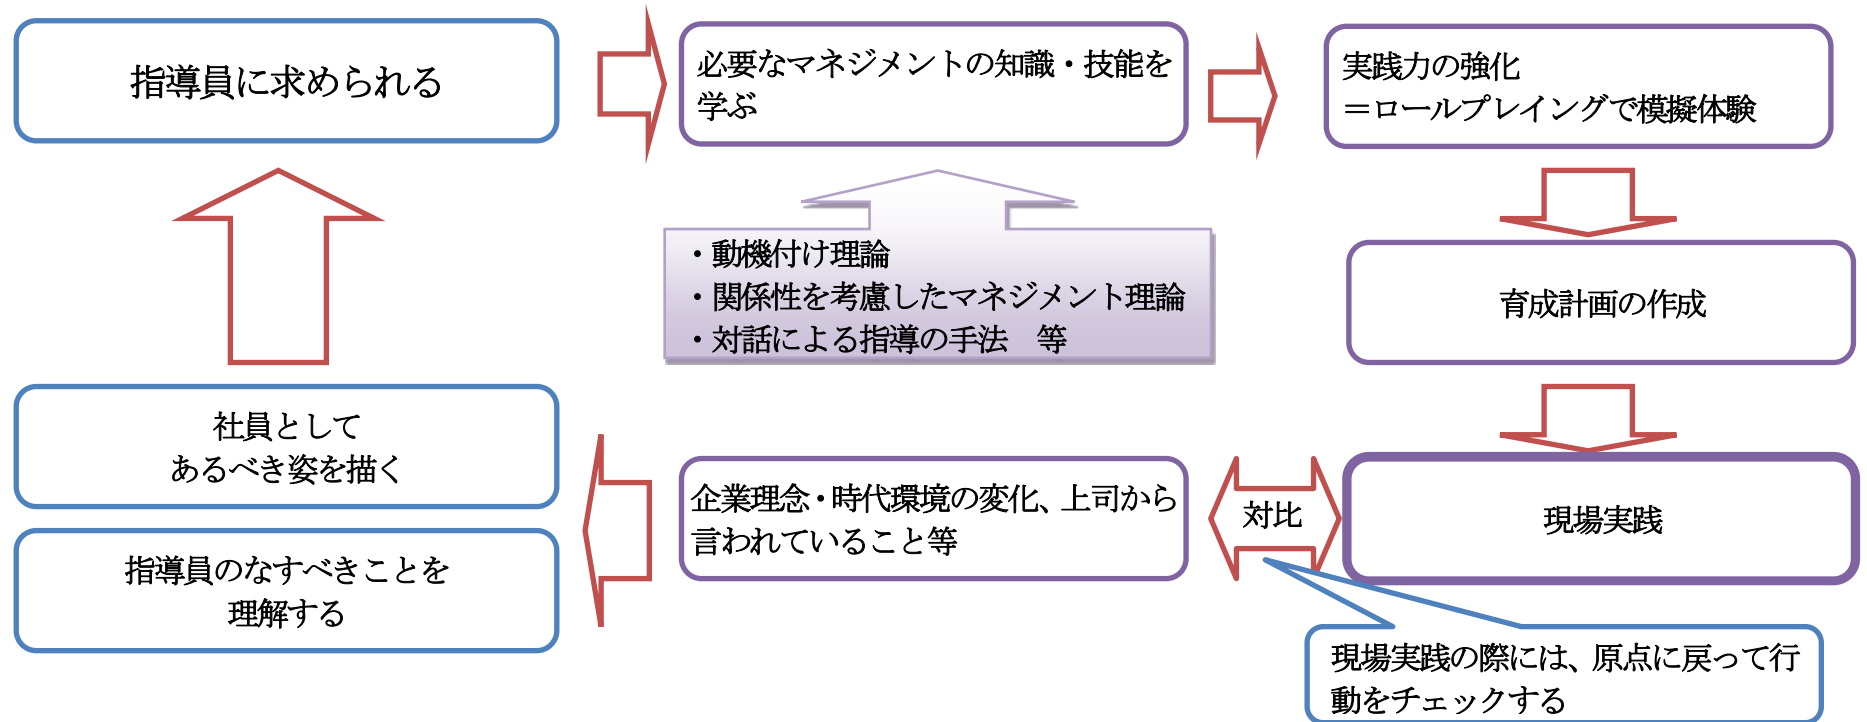 指導員に求められる
必要なマネジメントの知識・技能を
学ぶ
実践力の強化
＝ロールプレイングで模擬体験
・動機付け理論
・関係性を考慮したマネジメント理論
・対話による指導の手法　等
育成計画の作成
社員として
あるべき姿を描く
企業理念・時代環境の変化、上司から
言われていること等
対比
現場実践
指導員のなすべきことを
理解する
現場実践の際には、原点に戻って行
動をチェックする